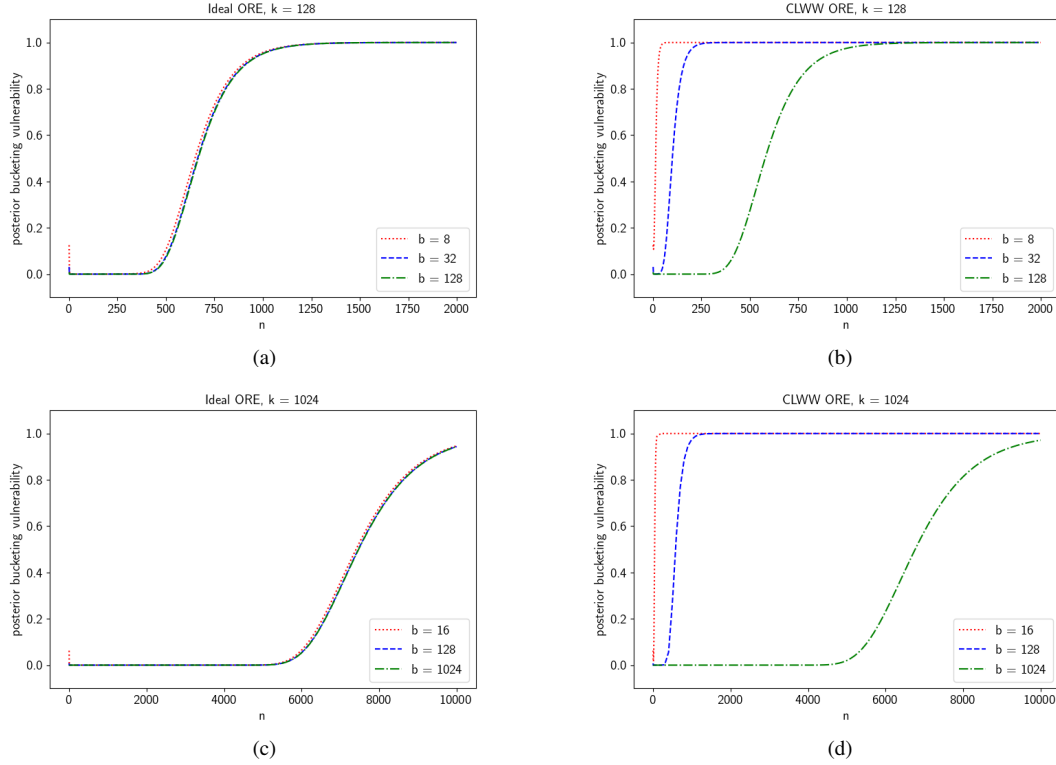 Ideal ORE, k = 128
posterior bucketing vulnerability
1.0
0.8
0.6
0.4
0.2
0.0
b = 8
b = 32
b = 128
0 250 500 750 1000 1250 1500 1750 2000
n
(a)
CLWW ORE, k = 128
posterior bucketing vulnerability
1.0
0.8
0.6
0.4
0.2
0.0
b = 8
b = 32
b = 128
0 250 500 750 1000 1250 1500 1750 2000
n
(b)
Ideal ORE, k = 1024
posterior bucketing vulnerability
1.0
0.8
0.6
0.4
0.2
0.0
b = 16
b = 128
b = 1024
0 2000 4000 6000 8000 10000
n
(c)
CLWW ORE, k = 1024
posterior bucketing vulnerability
1.0
0.8
0.6
0.4
0.2
0.0
b = 16
b = 128
b = 1024
0 2000 4000 6000 8000 10000
n
(d)